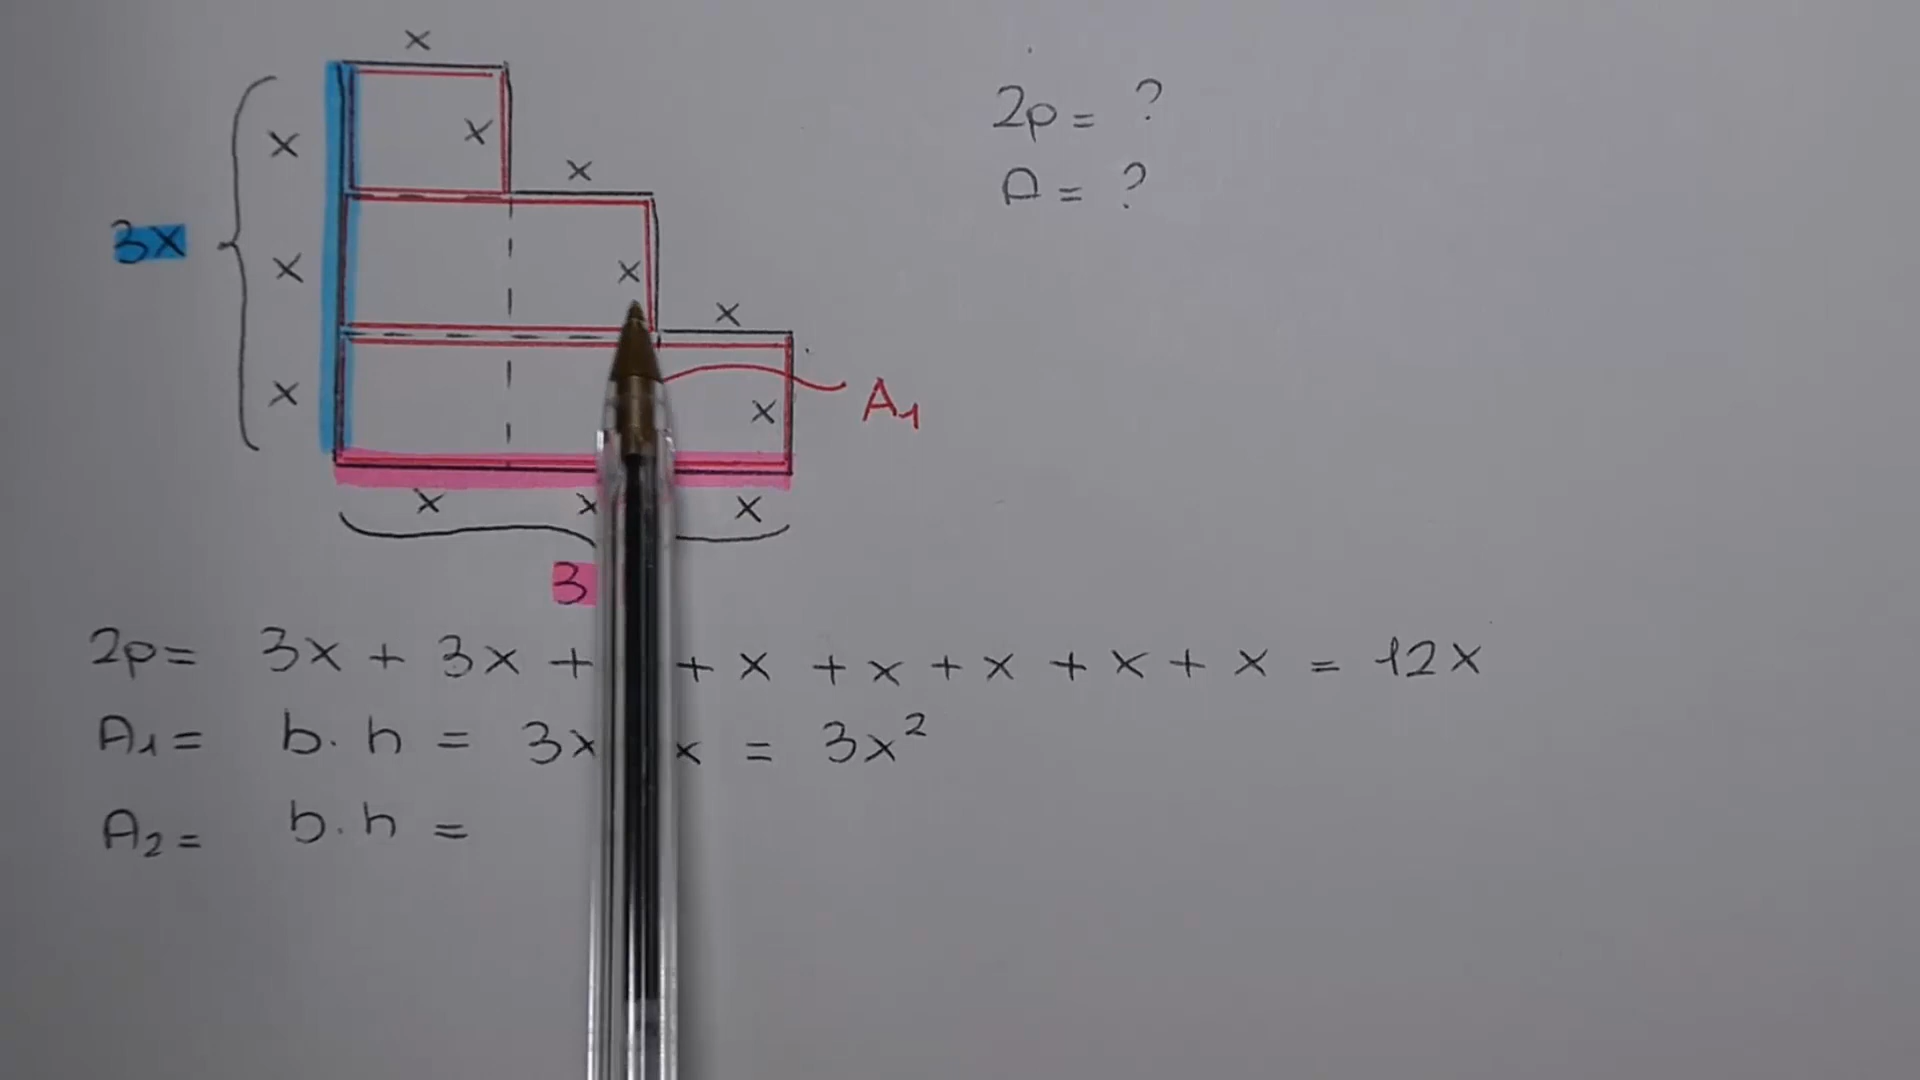 x
x
x
x
3x
x
x
x
x
x
A1
x x x
3
2p = ?
A = ?
2p = 3x + 3x + + x + x + x + x + x = 12x
A1 = b . h = 3x x = 3x²
A2 = b . h =